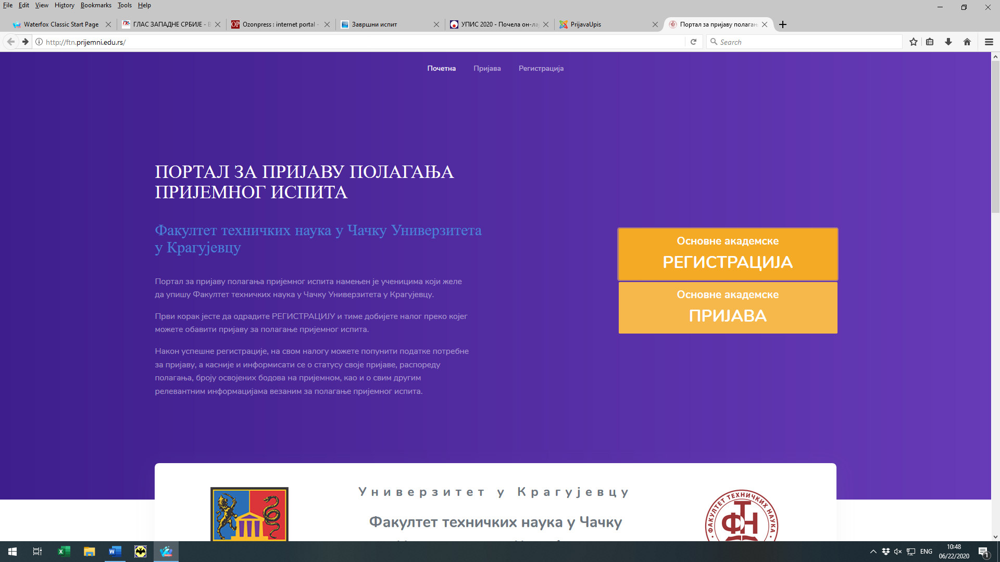 File Edit View History Bookmarks Tools Help
Waterfox Classic Start Page
ГЛАС ЗАПАДНЕ СРБИЈЕ - 
Ozonpress : internet portal -
Завршни испит
УПИС 2020 - Почела он-ла
PrijavaUpis
Портал за пријаву полагањ
http://ftn.prijemni.edu.rs/
Search
Почетна Пријава Регистрација
ПОРТАЛ ЗА ПРИЈАВУ ПОЛАГАЊА
ПРИЈЕМНОГ ИСПИТА
Факултет техничких наука у Чачку Универзитета
у Крагујевцу
Портал за пријаву полагања пријемног испита намењен је ученицима који желе
да упишу Факултет техничких наука у Чачку Универзитета у Крагујевцу.
Први корак јесте да одрадите РЕГИСТРАЦИЈУ и тиме добијете налог преко којег
можете обавити пријаву за полагање пријемног испита.
Након успешне регистрације, на свом налогу можете попунити податке потребне
за пријаву, а касније и информисати се о статусу своје пријаве, распореду
полагања, броју освојених бодова на пријемном, као и о свим другим
релевантним информацијама везаним за полагање пријемног испита.
Основне академске
РЕГИСТРАЦИЈА
Основне академске
ПРИЈАВА
Универзитет у Крагујевцу
Факултет техничких наука у Чачку
ФАКУЛТЕТ ТЕХНИЧКИХ НАУКА
ФТН
ENG
10:48
06/22/2020
1